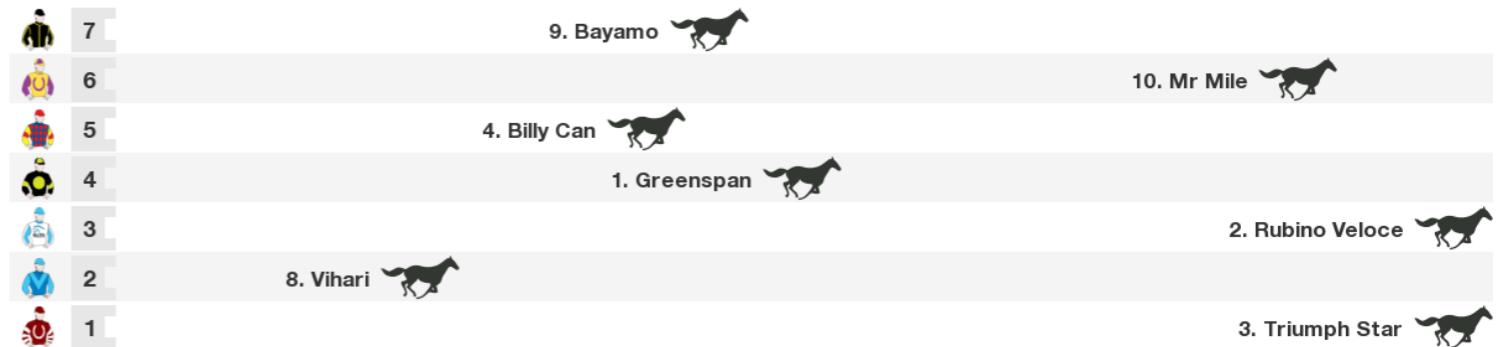 7 9. Bayamo
6 10. Mr Mile
5 4. Billy Can
4 1. Greenspan
3 2. Rubino Veloce
2 8. Vihari
1 3. Triumph Star